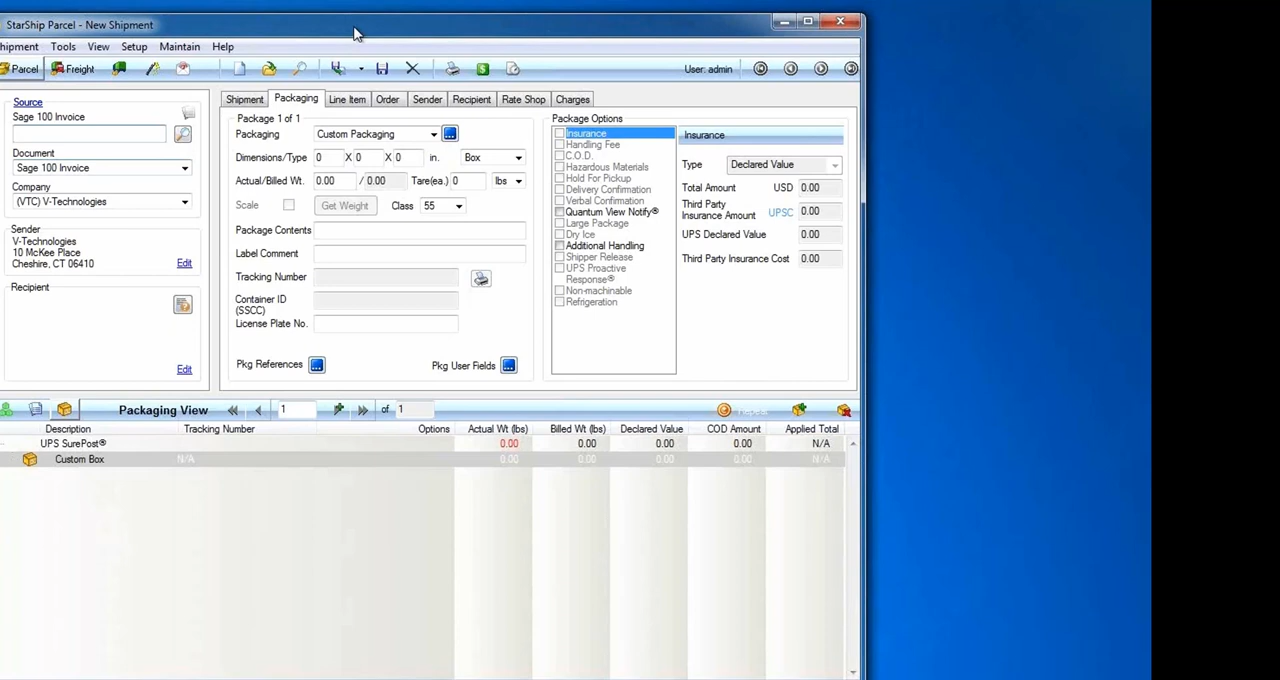 StarShip Parcel - New Shipment
hipment Tools View Setup Maintain Help
Parcel Freight User: admin
Source
Sage 100 Invoice
Document
Sage 100 Invoice
Company
(VTC) V-Technologies
Sender
V-Technologies
10 McKee Place
Cheshire, CT 06410
Edit
Recipient
Edit
Shipment Packaging Line Item Order Sender Recipient Rate Shop Charges
Package 1 of 1
Packaging Custom Packaging
Dimensions/Type 0 X 0 X 0 in. Box
Actual/Billed Wt. 0.00 / 0.00 Tare(ea.) 0 lbs
Scale Get Weight Class 55
Package Contents
Label Comment
Tracking Number
Container ID
(SSCC)
License Plate No.
Pkg References Pkg User Fields
Package Options
Insurance
Handling Fee
C.O.D.
Hazardous Materials
Hold For Pickup
Delivery Confirmation
Verbal Confirmation
Quantum View Notify®
Large Package
Dry Ice
Additional Handling
Shipper Release
UPS Proactive
Response®
Non-machinable
Refrigeration
Insurance
Type Declared Value
Total Amount USD 0.00
Third Party
Insurance Amount UPSC 0.00
UPS Declared Value 0.00
Third Party Insurance Cost 0.00
Packaging View 1 of 1 Repeat
Description Tracking Number Options Actual Wt (lbs) Billed Wt (lbs) Declared Value COD Amount Applied Total
UPS SurePost® 0.00 0.00 0.00 0.00 N/A
Custom Box N/A 0.00 0.00 0.00 0.00 N/A